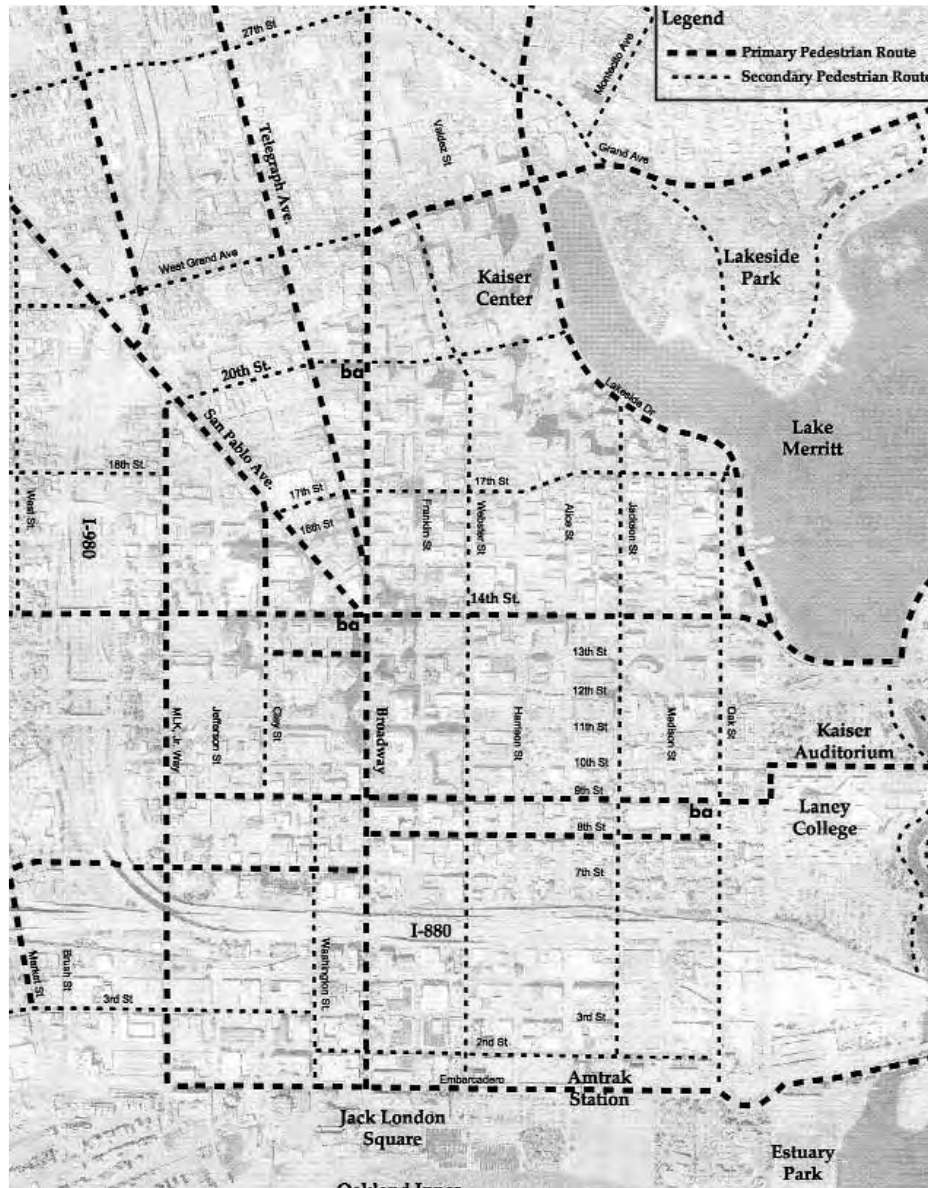 Legend
Primary Pedestrian Route
Secondary Pedestrian Route
27th St
Montecito Ave
Telegraph Ave.
Valdez St
Grand Ave
West Grand Ave
Kaiser
Center
Lakeside
Park
20th St.
ba
Lakeside Dr
San Pablo Ave.
Lake
Merritt
18th St.
17th St
17th St
West St.
I-980
16th St
Franklin St
Webster St
Alice St
Jackson St
14th St.
ba
13th St
12th St
MLK, Jr. Way
Jefferson St
Clay St
Broadway
Harrison St
11th St
Madison St
Oak St
Kaiser
Auditorium
10th St
9th St
ba
Laney
College
8th St
7th St
I-880
Market St
Brush St
Washington St
3rd St
3rd St
2nd St
Embarcadero
Amtrak
Station
Jack London
Square
Estuary
Park
Oakland Inner